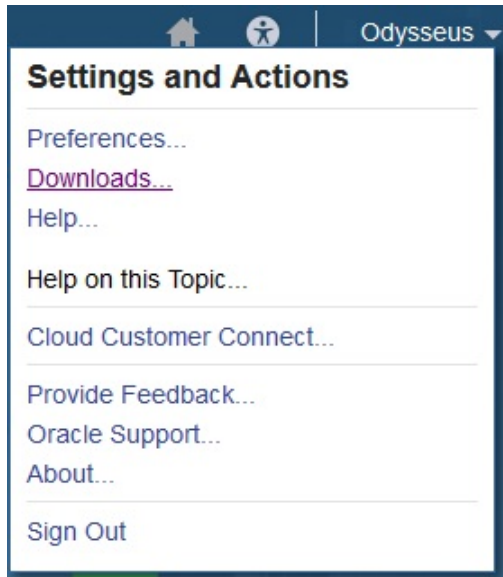 Odysseus
Settings and Actions
Preferences...
Downloads...
Help...
Help on this Topic...
Cloud Customer Connect...
Provide Feedback...
Oracle Support...
About...
Sign Out